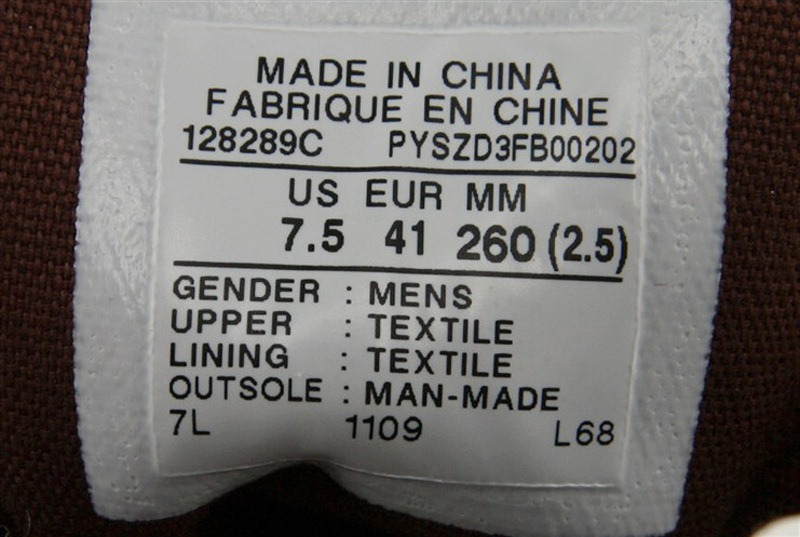 MADE IN CHINA
FABRIQUE EN CHINE
128289C PYSZD3FB00202
US EUR MM
7.5 41 260 (2.5)
GENDER : MENS
UPPER : TEXTILE
LINING : TEXTILE
OUTSOLE : MAN-MADE
7L 1109 L68